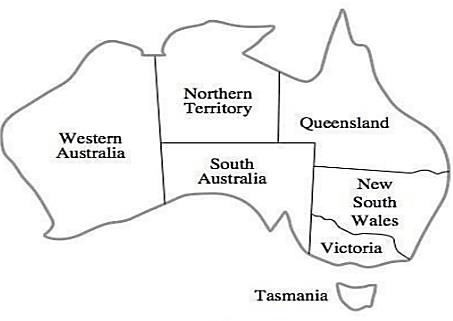 Northern
Territory
Western
Australia
Queensland
South
Australia
New
South
Wales
Victoria
Tasmania